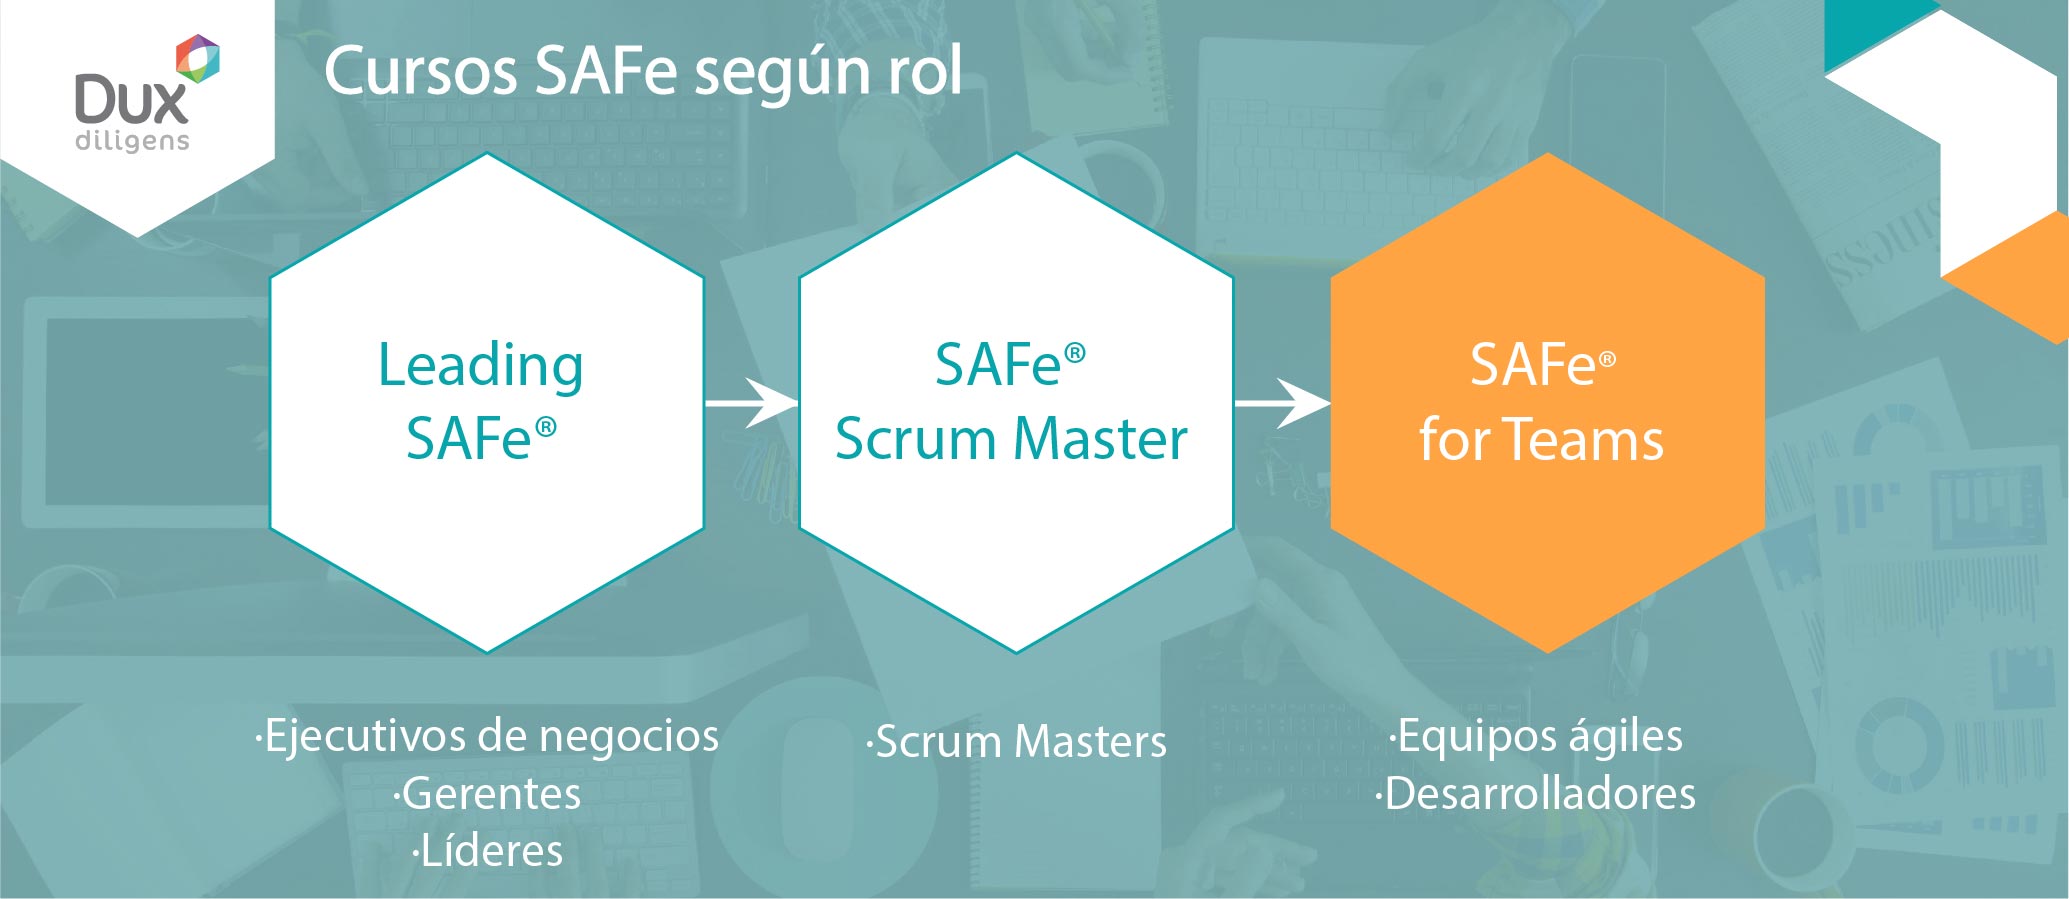 Dux
diligens
Cursos SAFe según rol
Leading
SAFe®
SAFe®
Scrum Master
SAFe®
for Teams
·Ejecutivos de negocios
·Gerentes
·Líderes
·Scrum Masters
·Equipos ágiles
·Desarrolladores